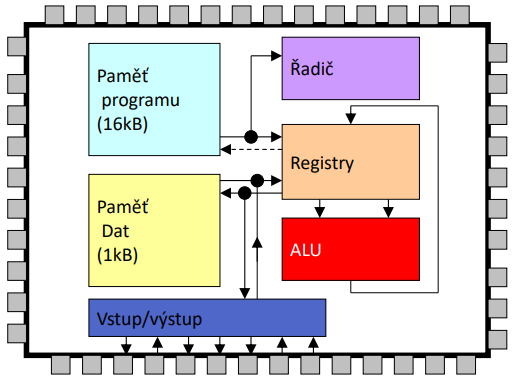 Paměť
programu
(16kB)
Řadič
Registry
Paměť
Dat
(1kB)
ALU
Vstup/výstup